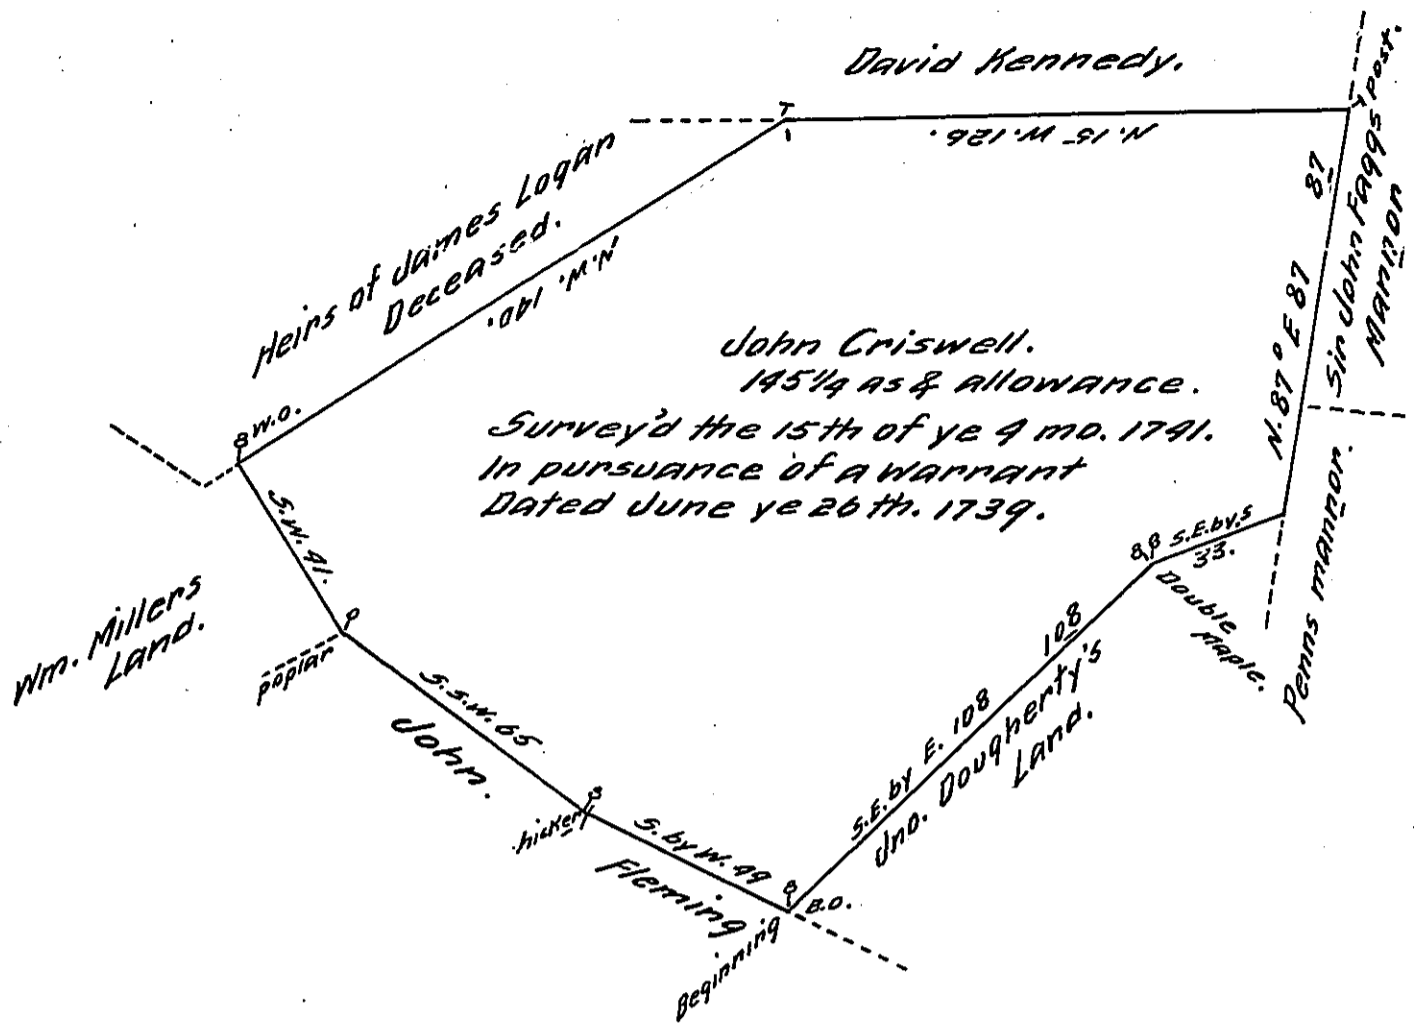 David Kennedy.
T
N. 15 W. 126.
post.
Sir John Faggs
Mannor
87
N. 87° E 87
Heirs of James Logan
Deceased.
N.W. 140.
John Criswell.
145 1/4 as & allowance.
Survey'd the 15th of ye 9 mo. 1741.
In pursuance of a warrant
Dated June ye 26th. 1739.
W.O.
S.W. 41.
Wm. Millers
Land.
P
poplar
S.S.W. 65
John.
hicker
S. by W. 49
Fleming
Beginning
B.O.
S.E. by E. 108
108
Jno. Dougherty's
Land.
S.E. by. S
33.
Double
Maple.
Penns mannor.